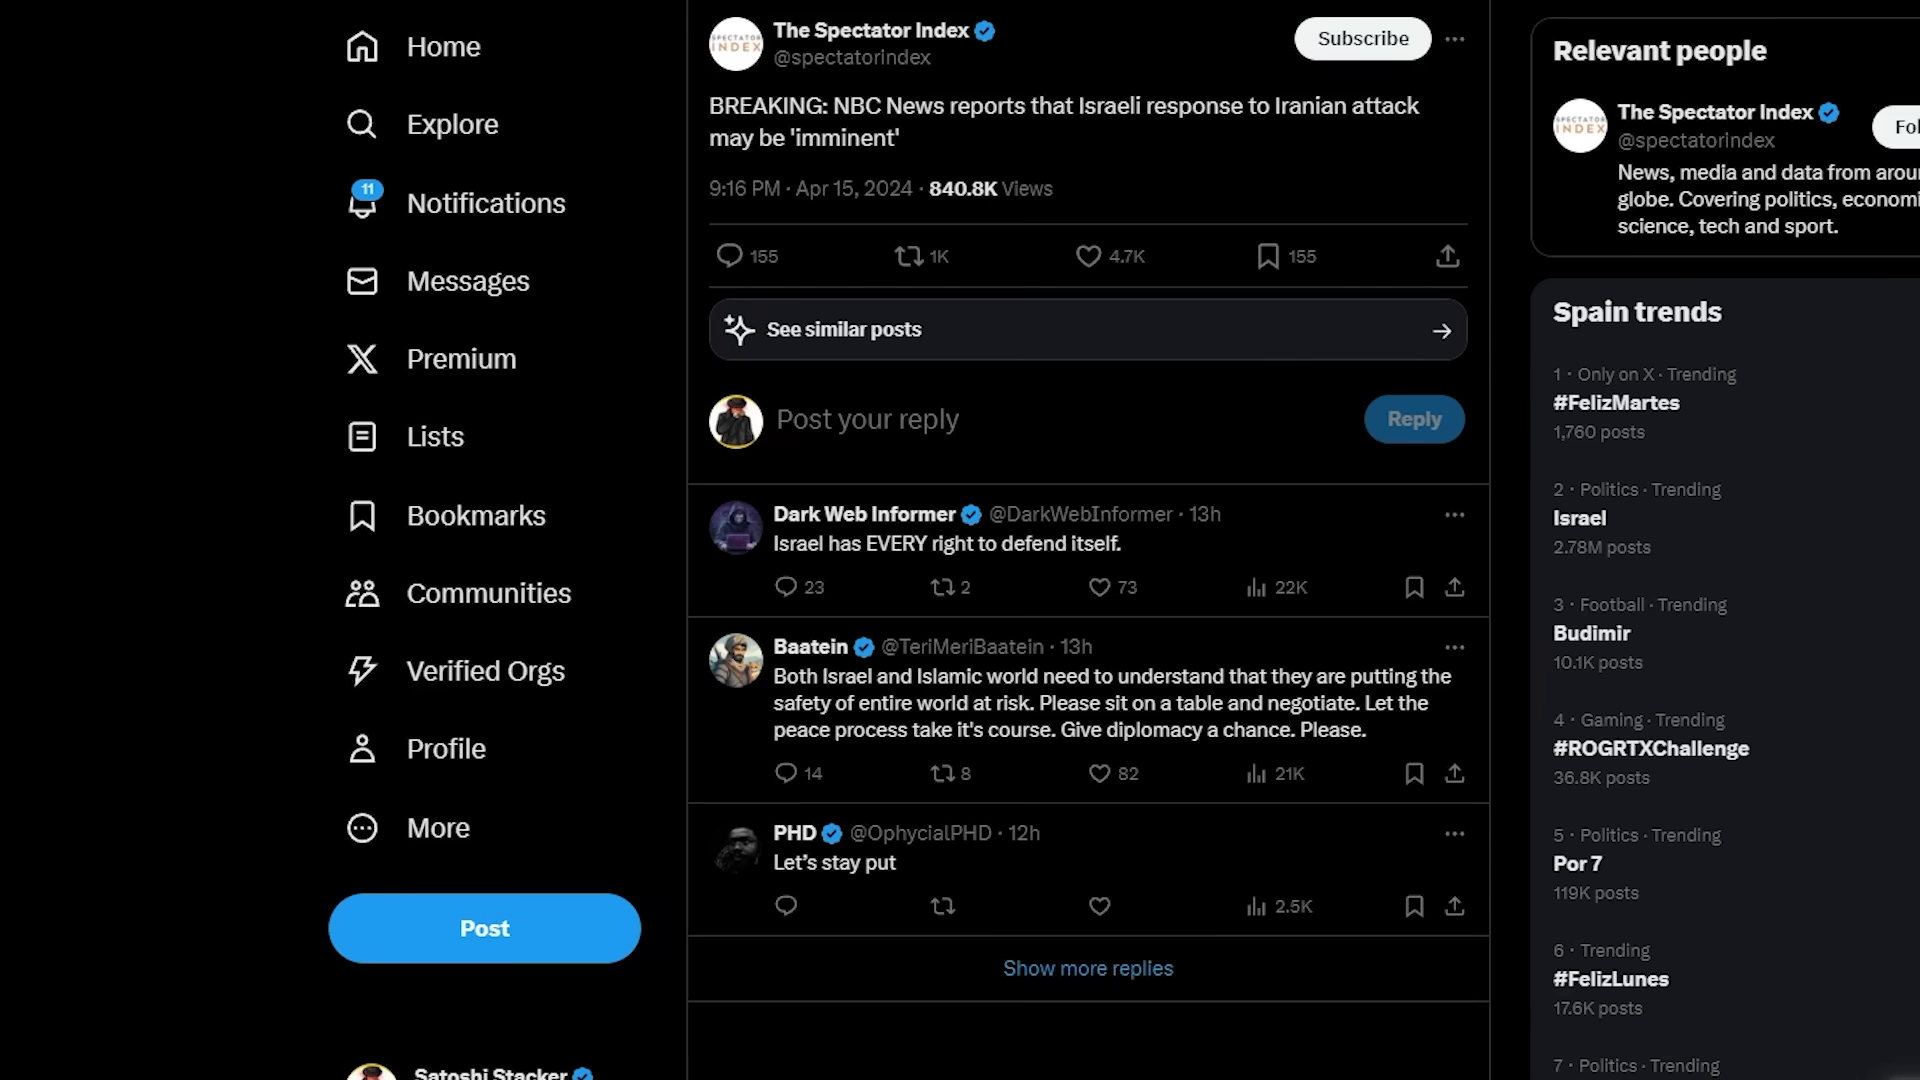 Home
Explore
11
Notifications
Messages
Premium
Lists
Bookmarks
Communities
Verified Orgs
Profile
More
Post
Satoshi Stacker
SPECTATOR
INDEX
The Spectator Index
@spectatorindex
Subscribe
BREAKING: NBC News reports that Israeli response to Iranian attack
may be 'imminent'
9:16 PM · Apr 15, 2024 · 840.8K Views
155 1K 4.7K 155
See similar posts
Post your reply
Reply
Dark Web Informer @DarkWebInformer · 13h
Israel has EVERY right to defend itself.
23 2 73 22K
Baatein @TeriMeriBaatein · 13h
Both Israel and Islamic world need to understand that they are putting the
safety of entire world at risk. Please sit on a table and negotiate. Let the
peace process take it's course. Give diplomacy a chance. Please.
14 8 82 21K
PHD @OphycialPHD · 12h
Let's stay put
2.5K
Show more replies
Relevant people
SPECTATOR
INDEX
The Spectator Index
@spectatorindex
Fol
News, media and data from arou
globe. Covering politics, economi
science, tech and sport.
Spain trends
1 · Only on X · Trending
#FelizMartes
1,760 posts
2 · Politics · Trending
Israel
2.78M posts
3 · Football · Trending
Budimir
10.1K posts
4 · Gaming · Trending
#ROGRTXChallenge
36.8K posts
5 · Politics · Trending
Por 7
119K posts
6 · Trending
#FelizLunes
17.6K posts
7 · Politics · Trending